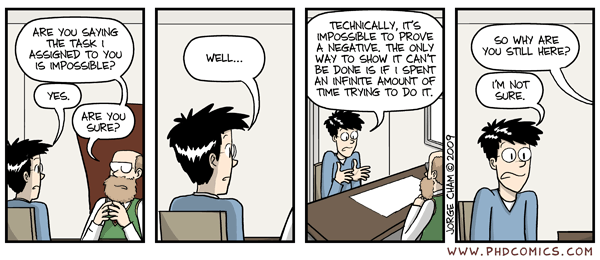 ARE YOU SAYING
THE TASK I
ASSIGNED TO YOU
IS IMPOSSIBLE?
YES.
ARE YOU
SURE?
WELL...
TECHNICALLY, IT'S
IMPOSSIBLE TO PROVE
A NEGATIVE. THE ONLY
WAY TO SHOW IT CAN'T
BE DONE IS IF I SPENT
AN INFINITE AMOUNT OF
TIME TRYING TO DO IT.
JORGE CHAM © 2009
SO WHY ARE
YOU STILL HERE?
I'M NOT
SURE.
WWW.PHDCOMICS.COM